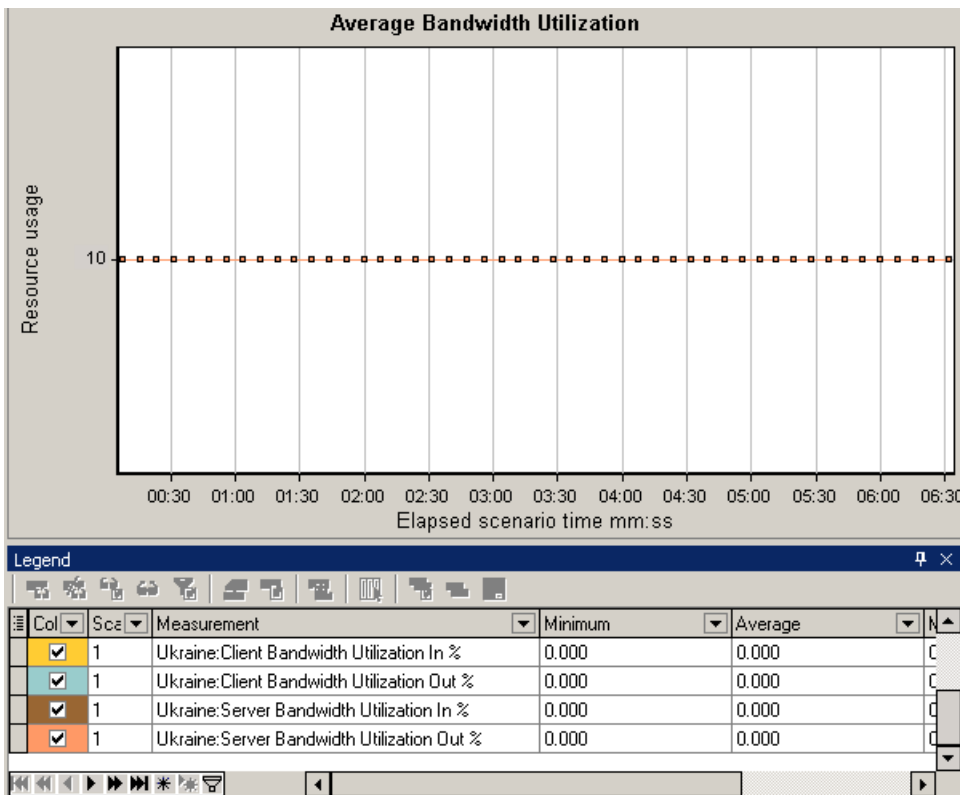 Average Bandwidth Utilization
Resource usage
10
00:30 01:00 01:30 02:00 02:30 03:00 03:30 04:00 04:30 05:00 05:30 06:00 06:30
Elapsed scenario time mm:ss
Legend
Col Sca Measurement Minimum Average
1 Ukraine:Client Bandwidth Utilization In % 0.000 0.000
1 Ukraine:Client Bandwidth Utilization Out % 0.000 0.000
1 Ukraine:Server Bandwidth Utilization In % 0.000 0.000
1 Ukraine:Server Bandwidth Utilization Out % 0.000 0.000